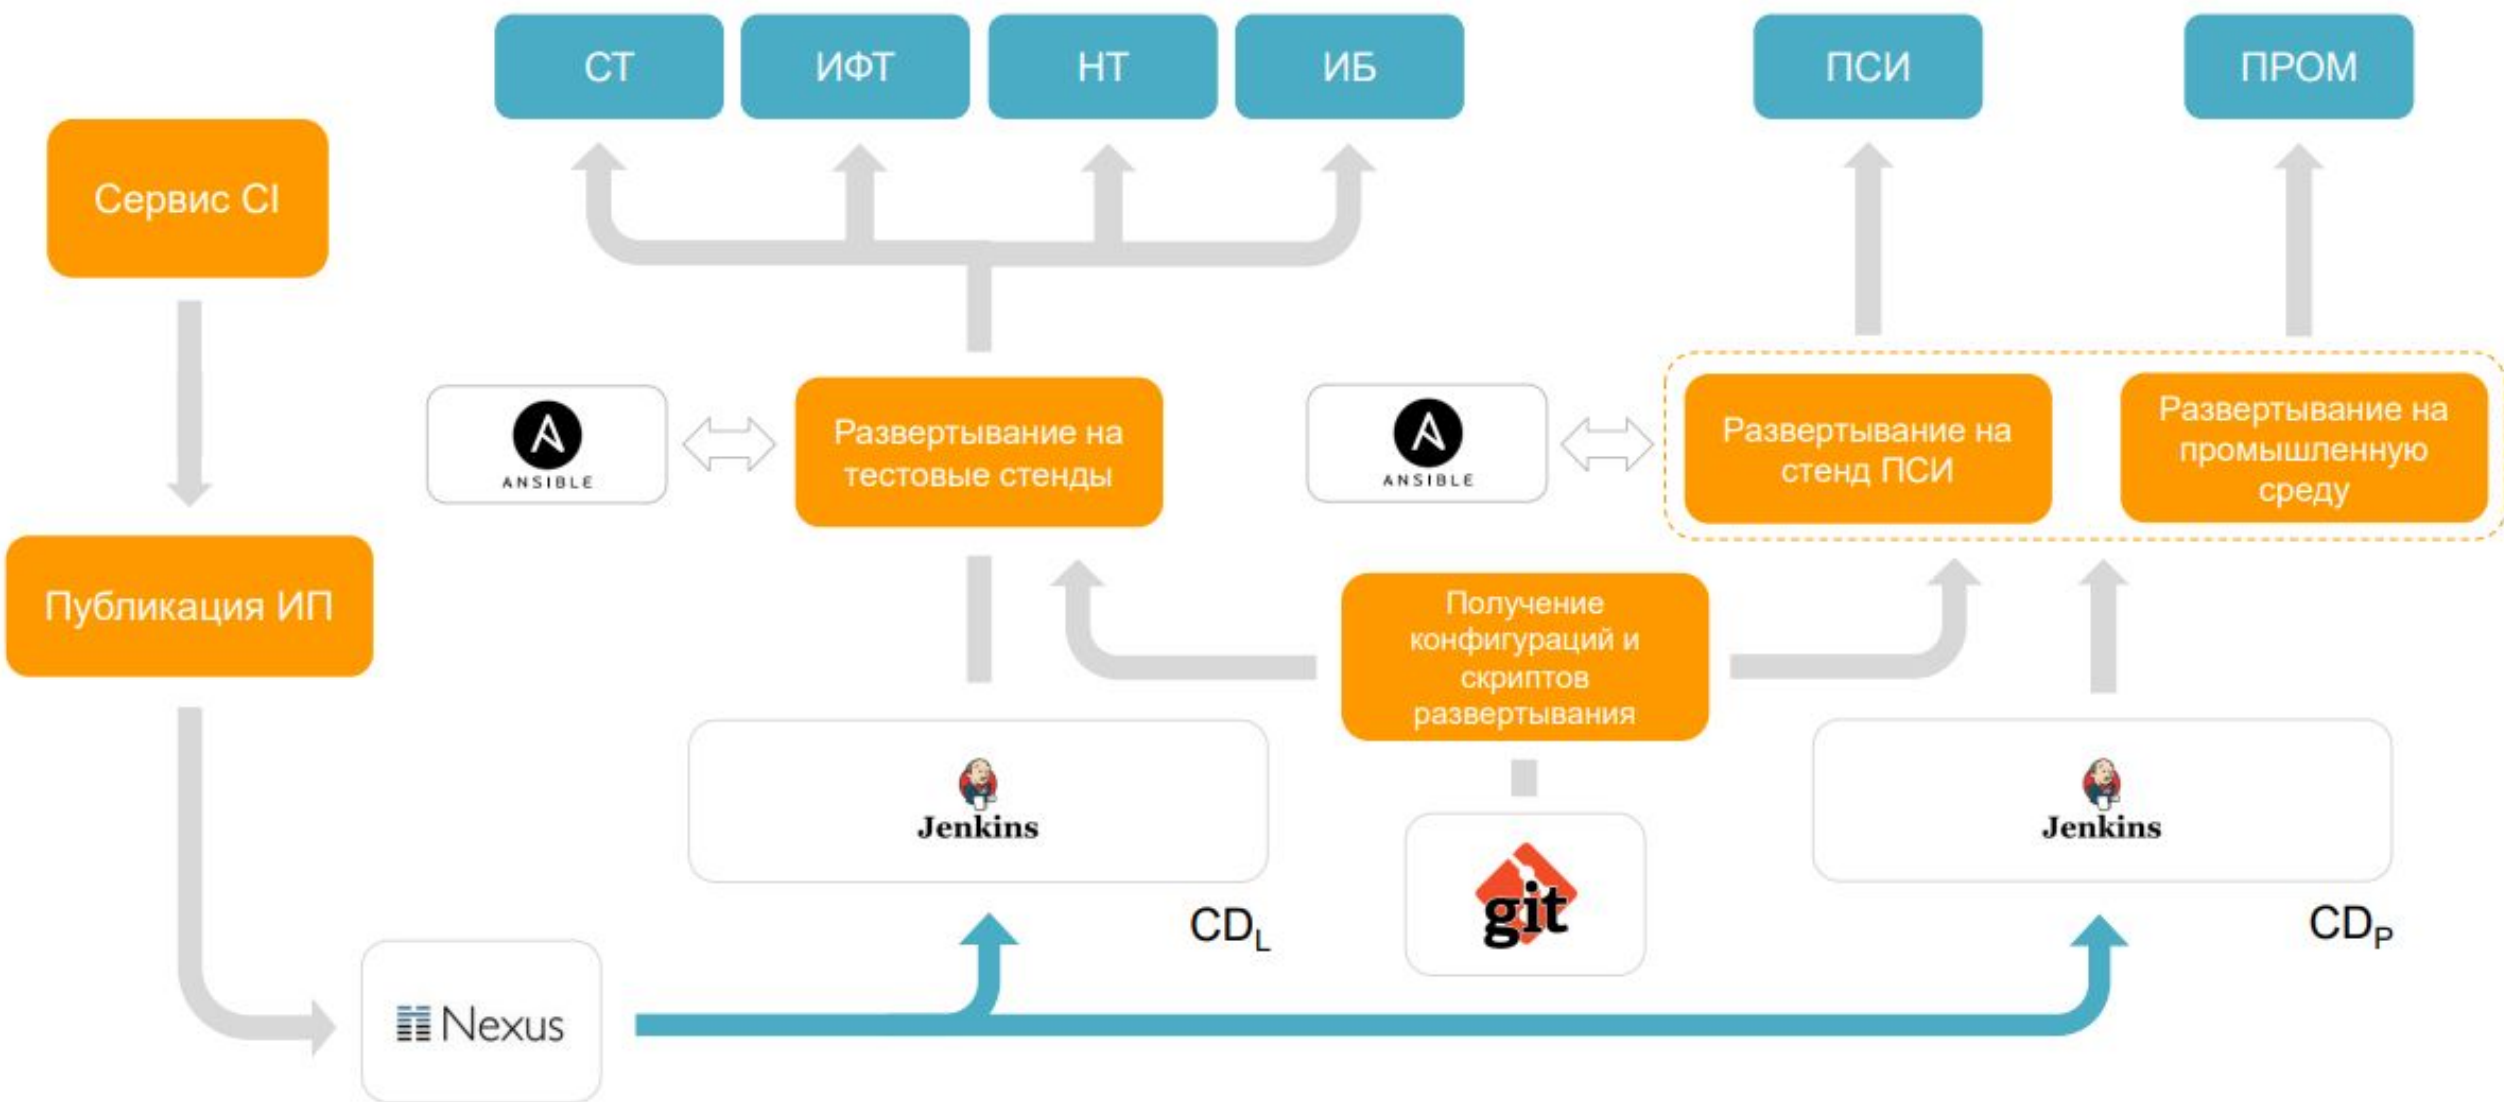 СТ
ИФТ
НТ
ИБ
ПСИ
ПРОМ
Сервис CI
ANSIBLE
Развертывание на
тестовые стенды
ANSIBLE
Развертывание на
стенд ПСИ
Развертывание на
промышленную
среду
Публикация ИП
Получение
конфигураций и
скриптов
развертывания
Jenkins
CDL
git
Jenkins
CDP
Nexus